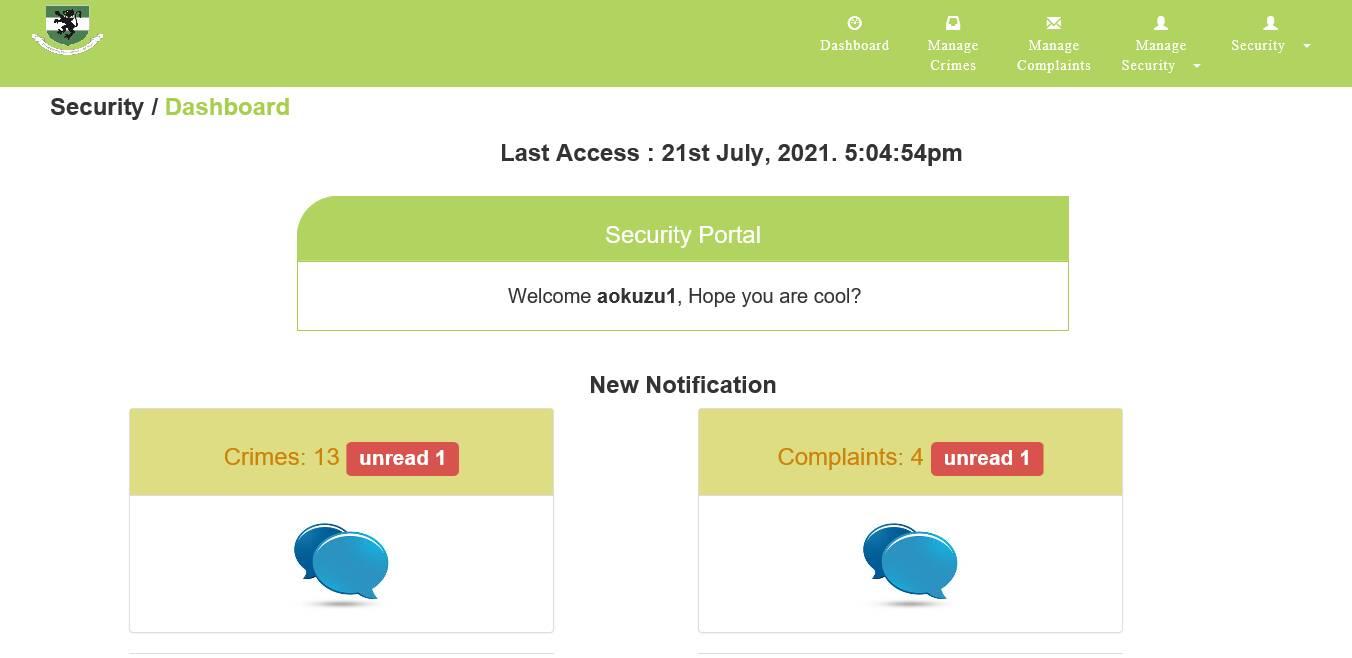 Dashboard
Manage
Crimes
Manage
Complaints
Manage
Security
Security
Security / Dashboard
Last Access : 21st July, 2021. 5:04:54pm
Security Portal
Welcome aokuzu1, Hope you are cool?
New Notification
Crimes: 13 unread 1
Complaints: 4 unread 1